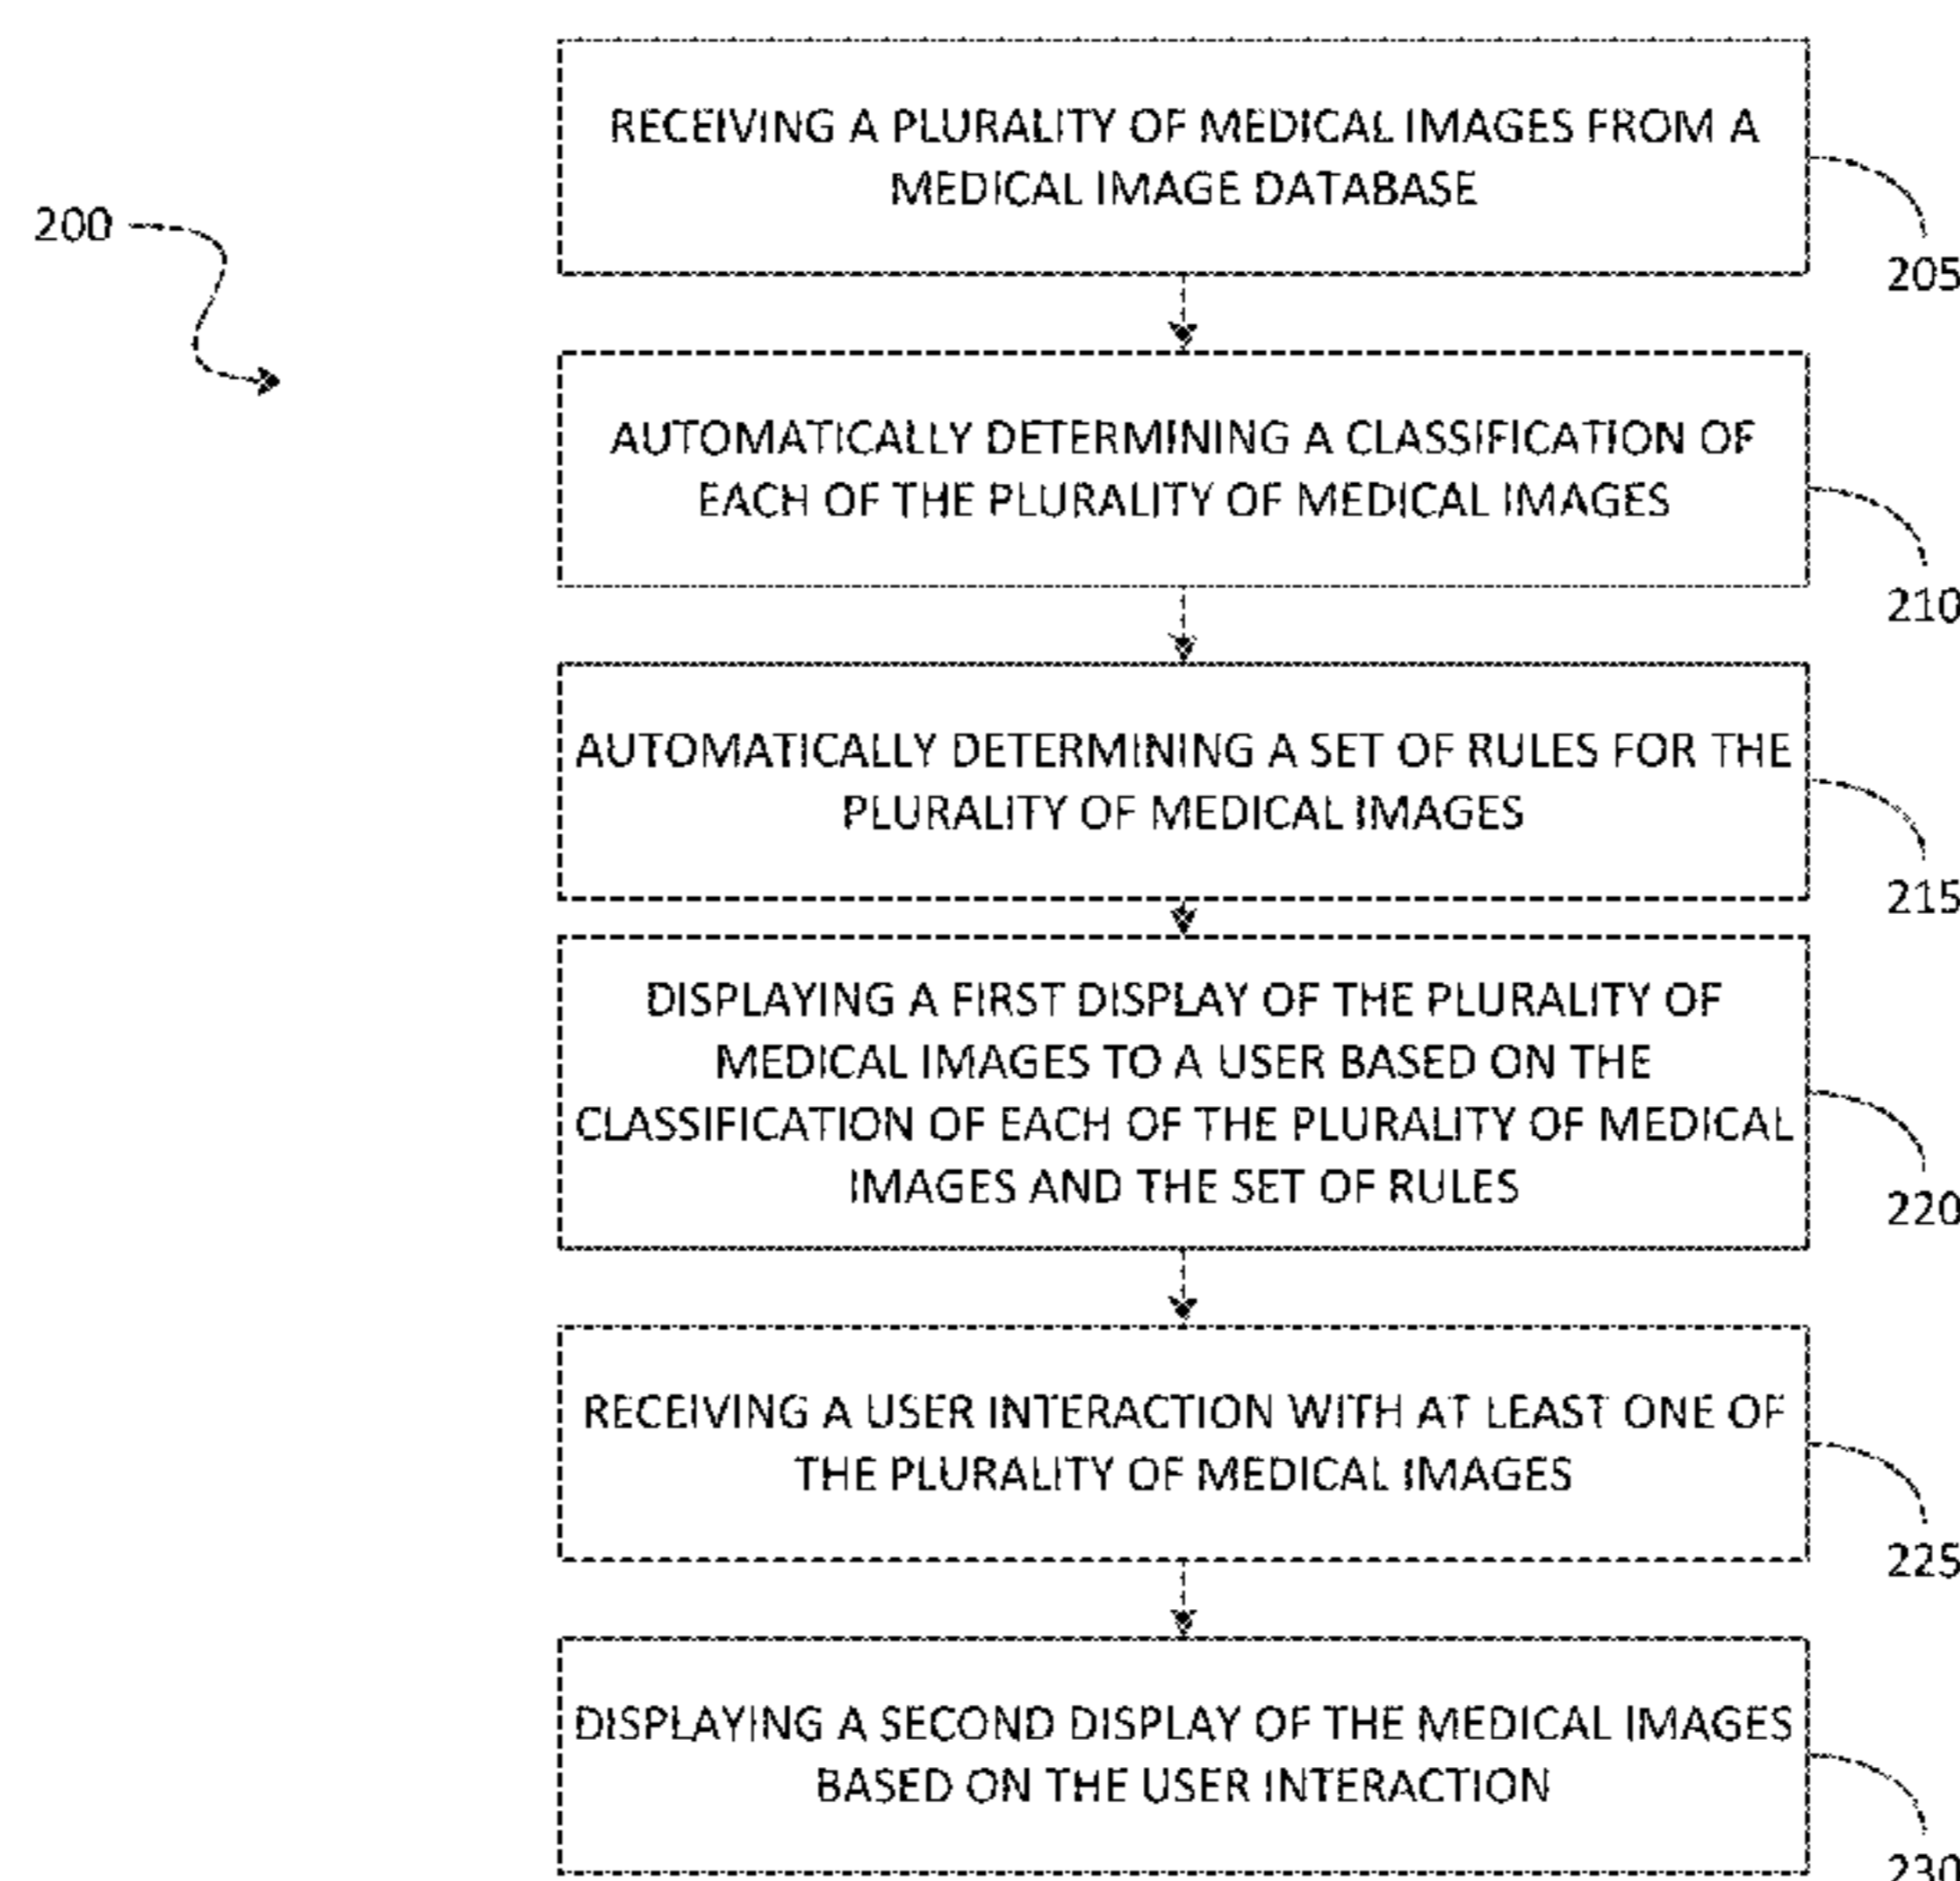 RECEIVING A PLURALITY OF MEDICAL IMAGES FROM A
MEDICAL IMAGE DATABASE
200
205
AUTOMATICALLY DETERMINING A CLASSIFICATION OF
EACH OF THE PLURALITY OF MEDICAL IMAGES
210
AUTOMATICALLY DETERMINING A SET OF RULES FOR THE
PLURALITY OF MEDICAL IMAGES
215
DISPLAYING A FIRST DISPLAY OF THE PLURALITY OF
MEDICAL IMAGES TO A USER BASED ON THE
CLASSIFICATION OF EACH OF THE PLURALITY OF MEDICAL
IMAGES AND THE SET OF RULES
220
RECEIVING A USER INTERACTION WITH AT LEAST ONE OF
THE PLURALITY OF MEDICAL IMAGES
225
DISPLAYING A SECOND DISPLAY OF THE MEDICAL IMAGES
BASED ON THE USER INTERACTION
230